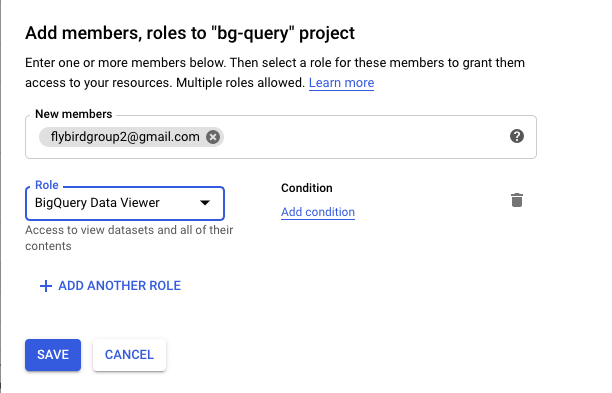 Add members, roles to "bg-query" project
Enter one or more members below. Then select a role for these members to grant them
access to your resources. Multiple roles allowed. Learn more
New members
flybirdgroup2@gmail.com
Role
BigQuery Data Viewer
Condition
Add condition
Access to view datasets and all of their
contents
ADD ANOTHER ROLE
SAVE
CANCEL